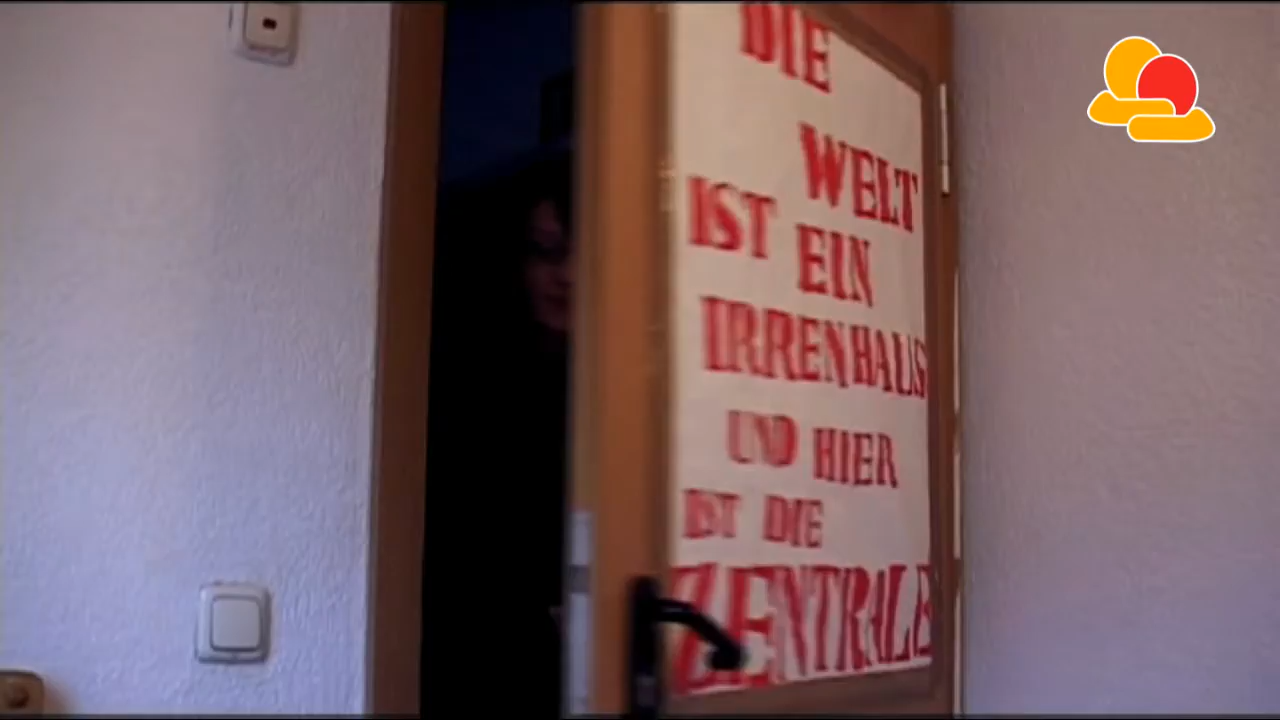 DIE
WELT
IST EIN
IRRENHAUS
UND HIER
IST DIE
ZENTRALE